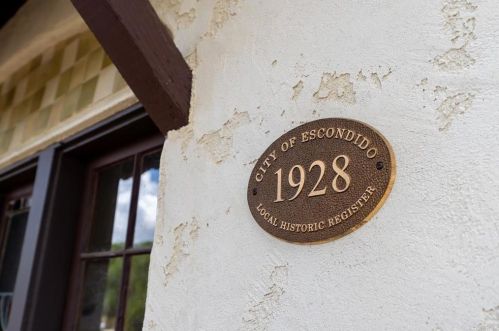 CITY OF ESCONDIDO
1928
LOCAL HISTORIC REGISTER